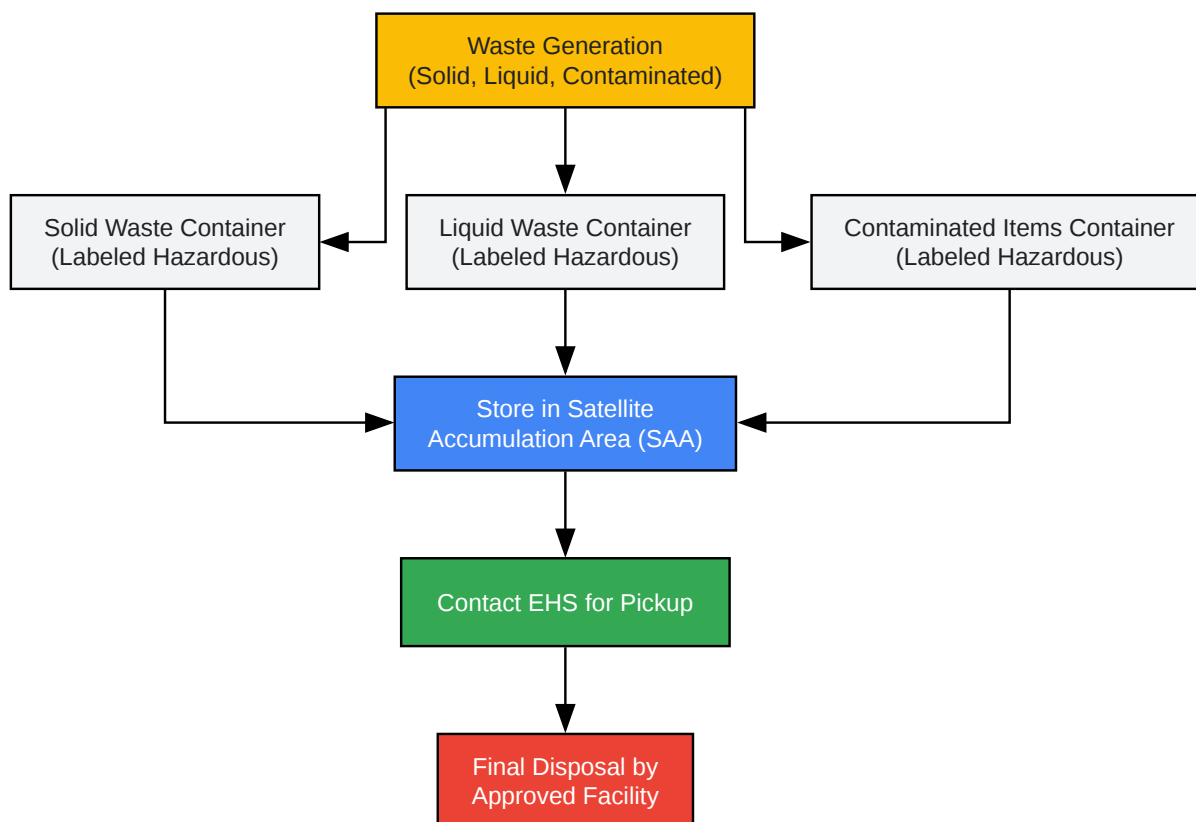 Waste Generation
(Solid, Liquid, Contaminated)
Solid Waste Container
(Labeled Hazardous)
Liquid Waste Container
(Labeled Hazardous)
Contaminated Items Container
(Labeled Hazardous)
Store in Satellite
Accumulation Area (SAA)
Contact EHS for Pickup
Final Disposal by
Approved Facility